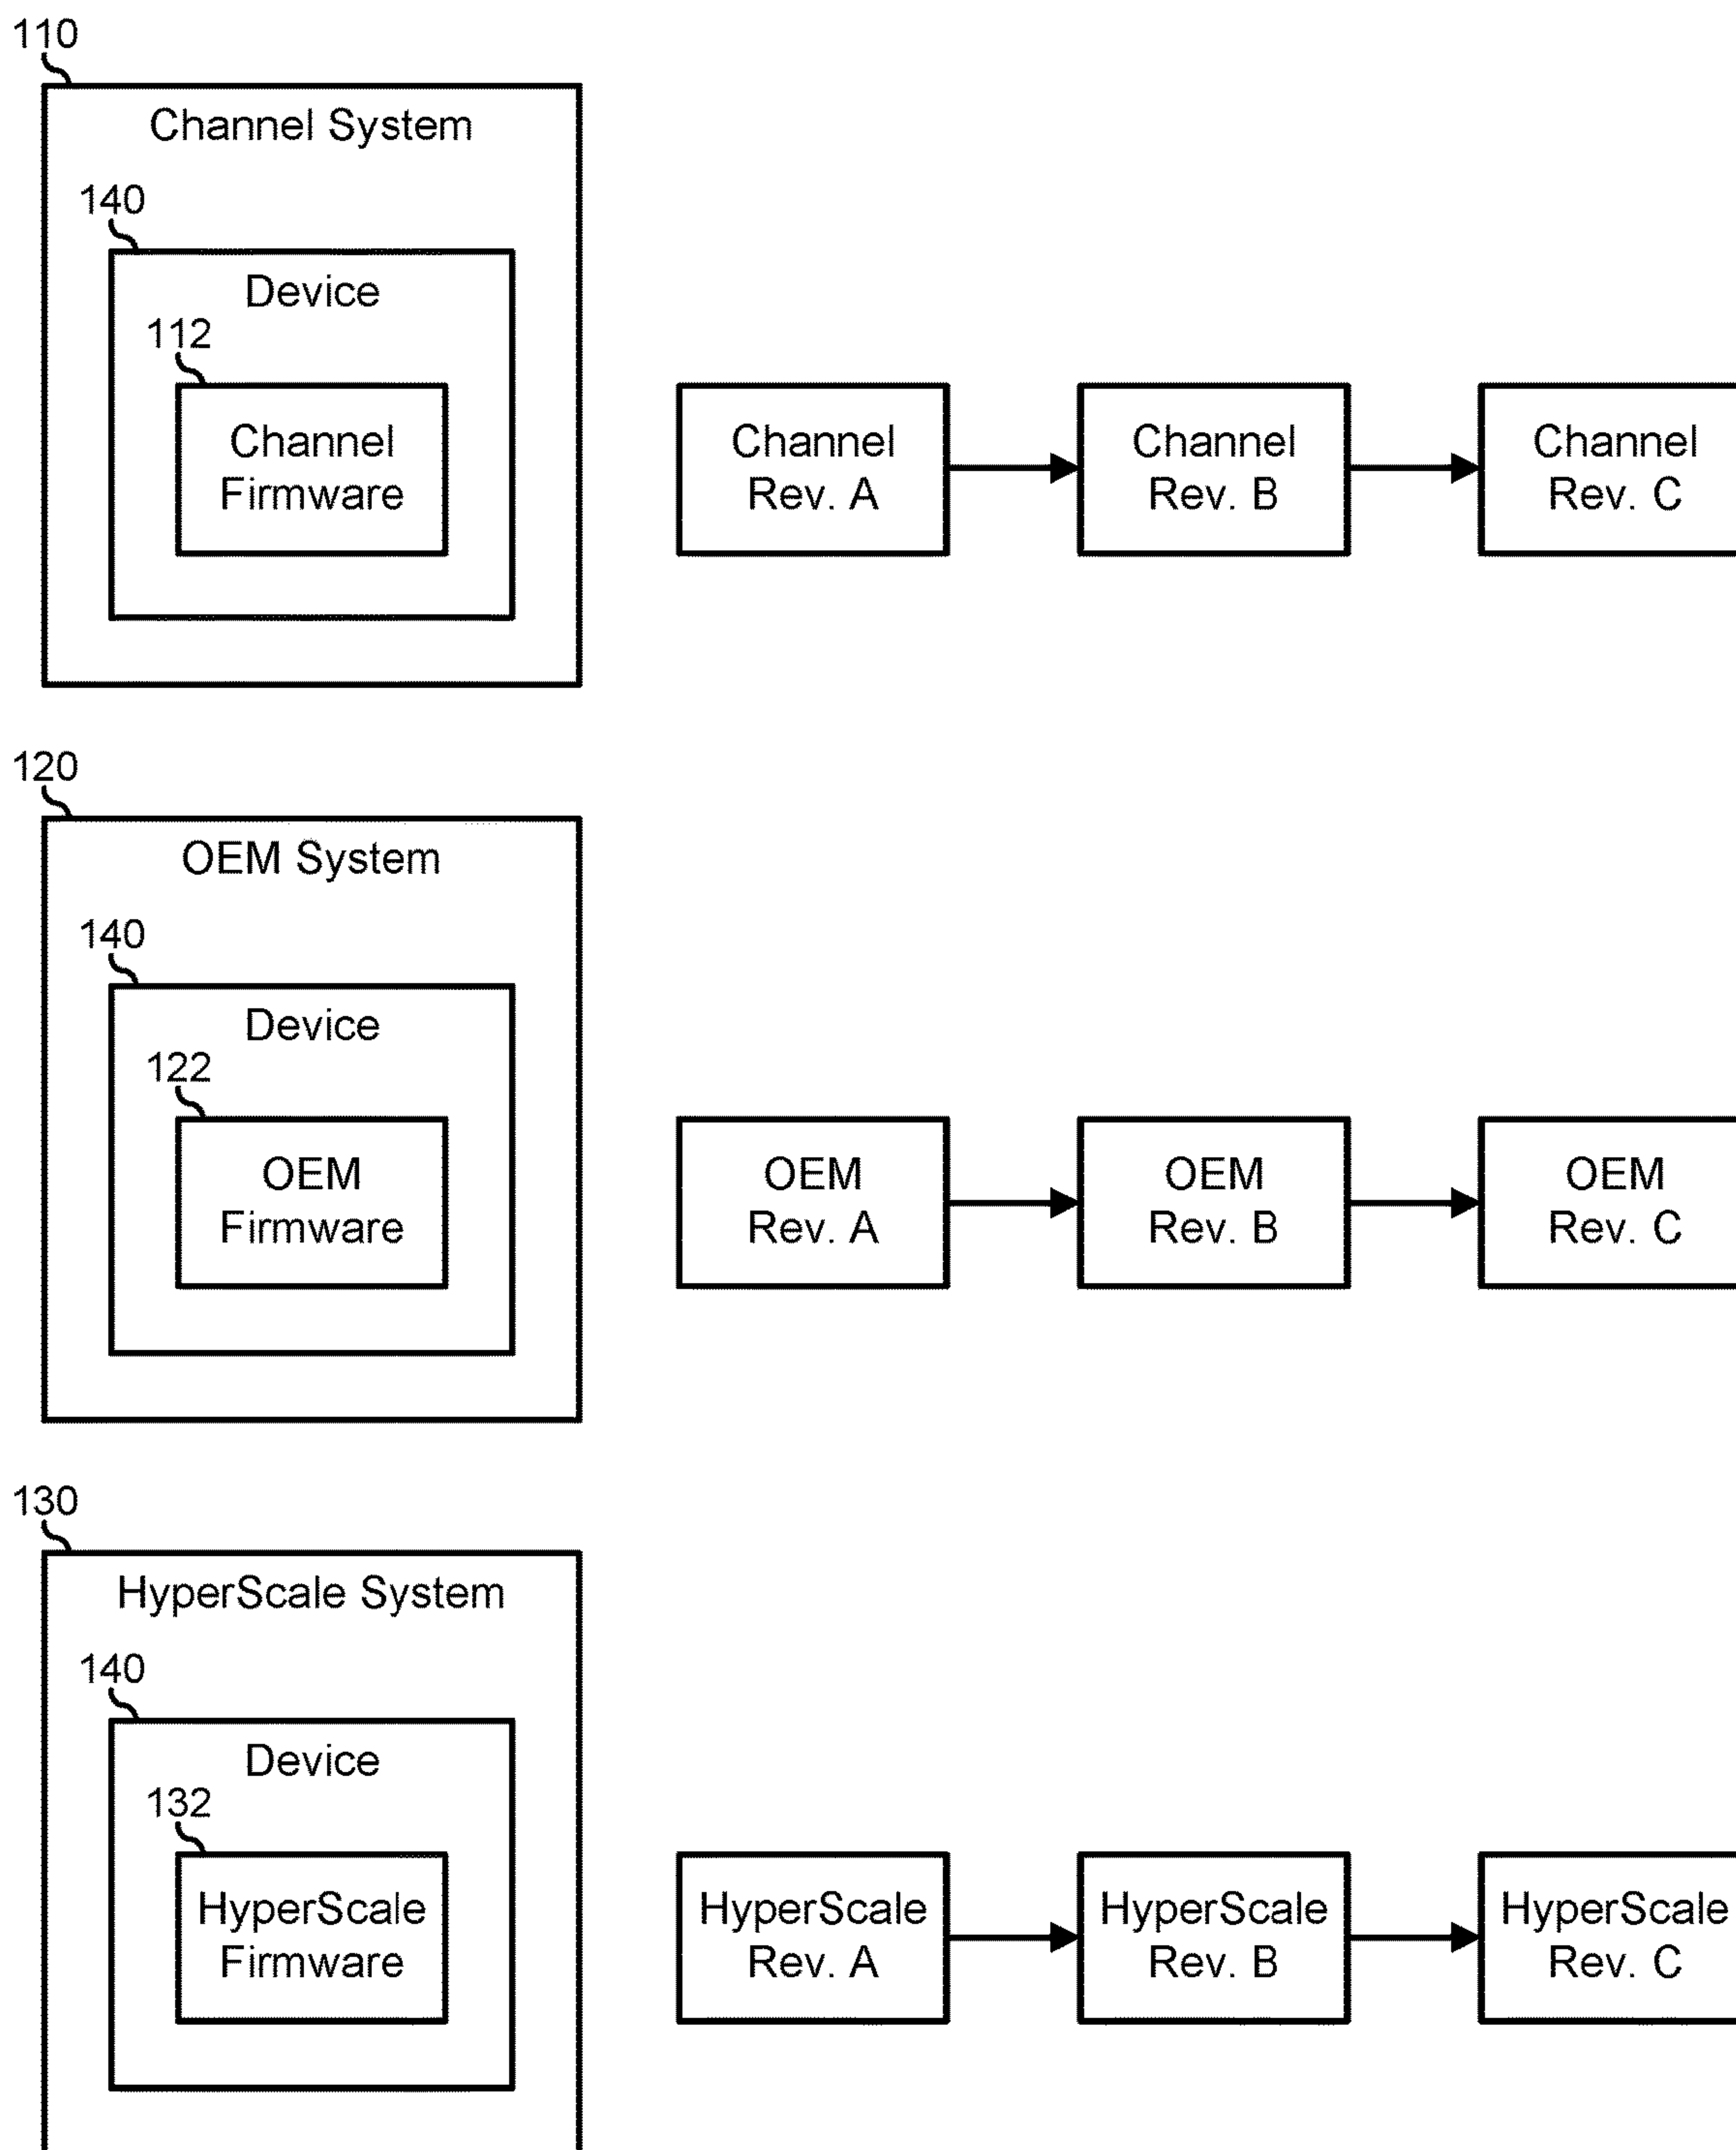 110
Channel System
140
Device
112
Channel
Firmware
Channel
Rev. A
Channel
Rev. B
Channel
Rev. C
120
OEM System
140
Device
122
OEM
Firmware
OEM
Rev. A
OEM
Rev. B
OEM
Rev. C
130
HyperScale System
140
Device
132
HyperScale
Firmware
HyperScale
Rev. A
HyperScale
Rev. B
HyperScale
Rev. C